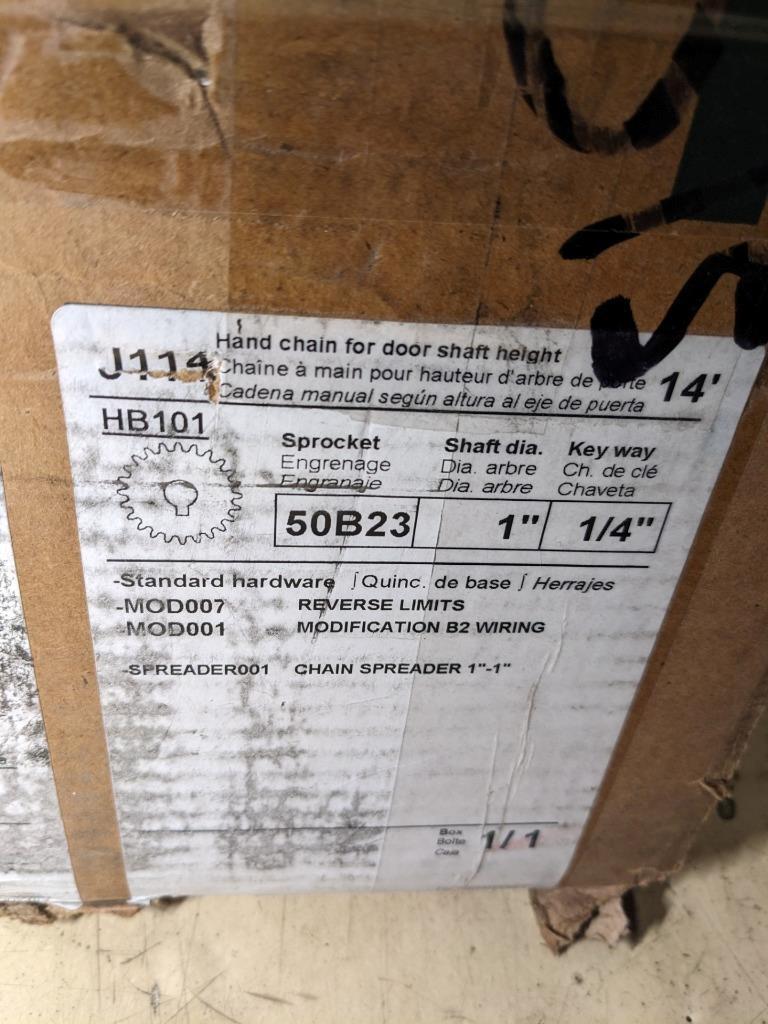 J114
Hand chain for door shaft height
Chaîne à main pour hauteur d'arbre de porte
Cadena manual según altura al eje de puerta
14'
HB101
Sprocket Shaft dia. Key way
Engrenage Dia. arbre Ch. de clé
Engranaje Dia. arbre Chaveta
50B23 1" 1/4"
-Standard hardware ∫ Quinc. de base ∫ Herrajes
-MOD007 REVERSE LIMITS
-MOD001 MODIFICATION B2 WIRING
-SPREADER001 CHAIN SPREADER 1"-1"
Box
Boîte
Caja
1/1